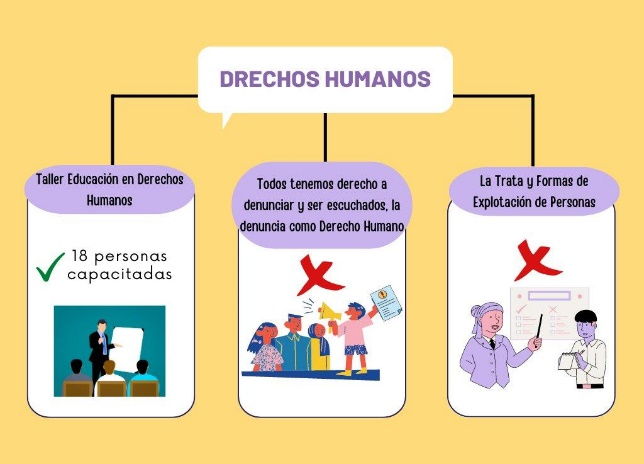 DRECHOS HUMANOS
Taller Educación en Derechos
Humanos
18 personas
capacitadas
Todos tenemos derecho a
denunciar y ser escuchados, la
denuncia como Derecho Humano
La Trata y Formas de
Explotación de Personas